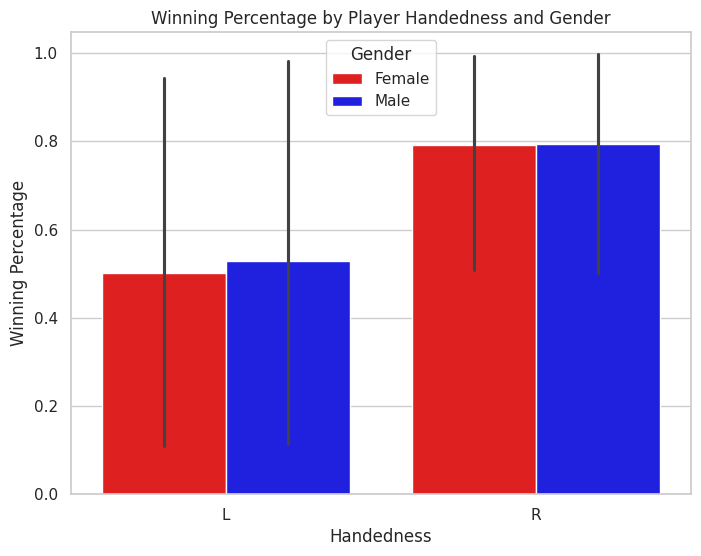 Winning Percentage by Player Handedness and Gender
Gender
Female
Male
Winning Percentage
1.0
0.8
0.6
0.4
0.2
0.0
L R
Handedness